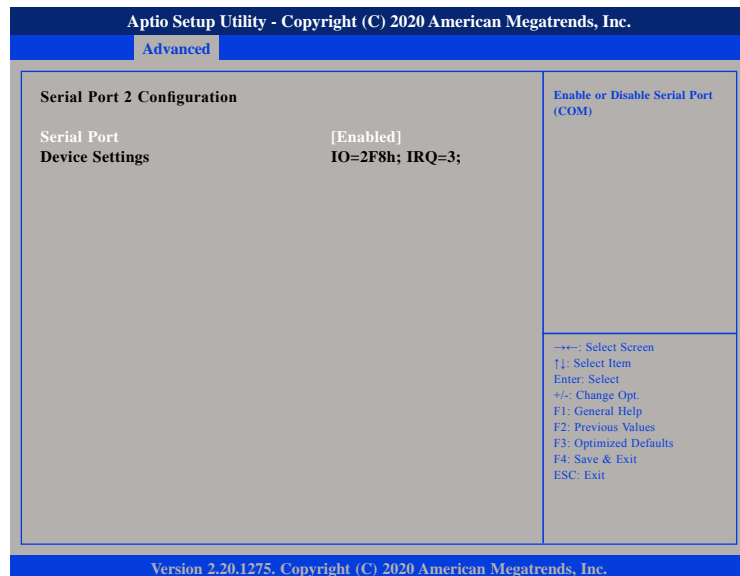 Aptio Setup Utility - Copyright (C) 2020 American Megatrends, Inc.
Advanced
Serial Port 2 Configuration
Serial Port [Enabled]
Device Settings IO=2F8h; IRQ=3;
Enable or Disable Serial Port
(COM)
→←: Select Screen
↑↓: Select Item
Enter: Select
+/-: Change Opt.
F1: General Help
F2: Previous Values
F3: Optimized Defaults
F4: Save & Exit
ESC: Exit
Version 2.20.1275. Copyright (C) 2020 American Megatrends, Inc.